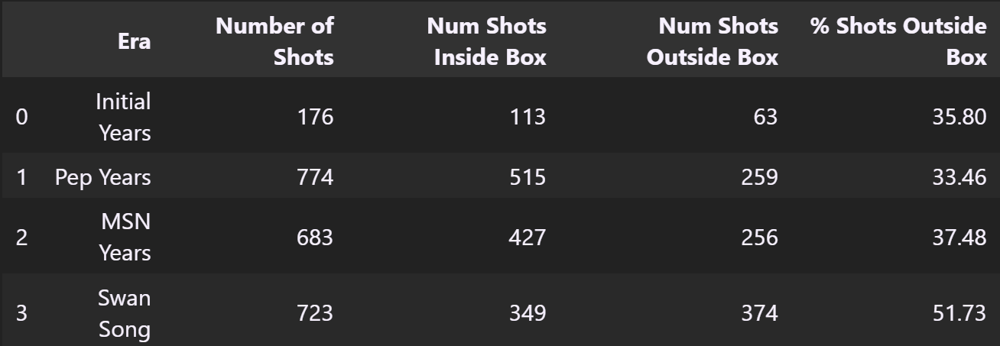 Era Number of Shots Num Shots Inside Box Num Shots Outside Box % Shots Outside Box
0 Initial Years 176 113 63 35.80
1 Pep Years 774 515 259 33.46
2 MSN Years 683 427 256 37.48
3 Swan Song 723 349 374 51.73